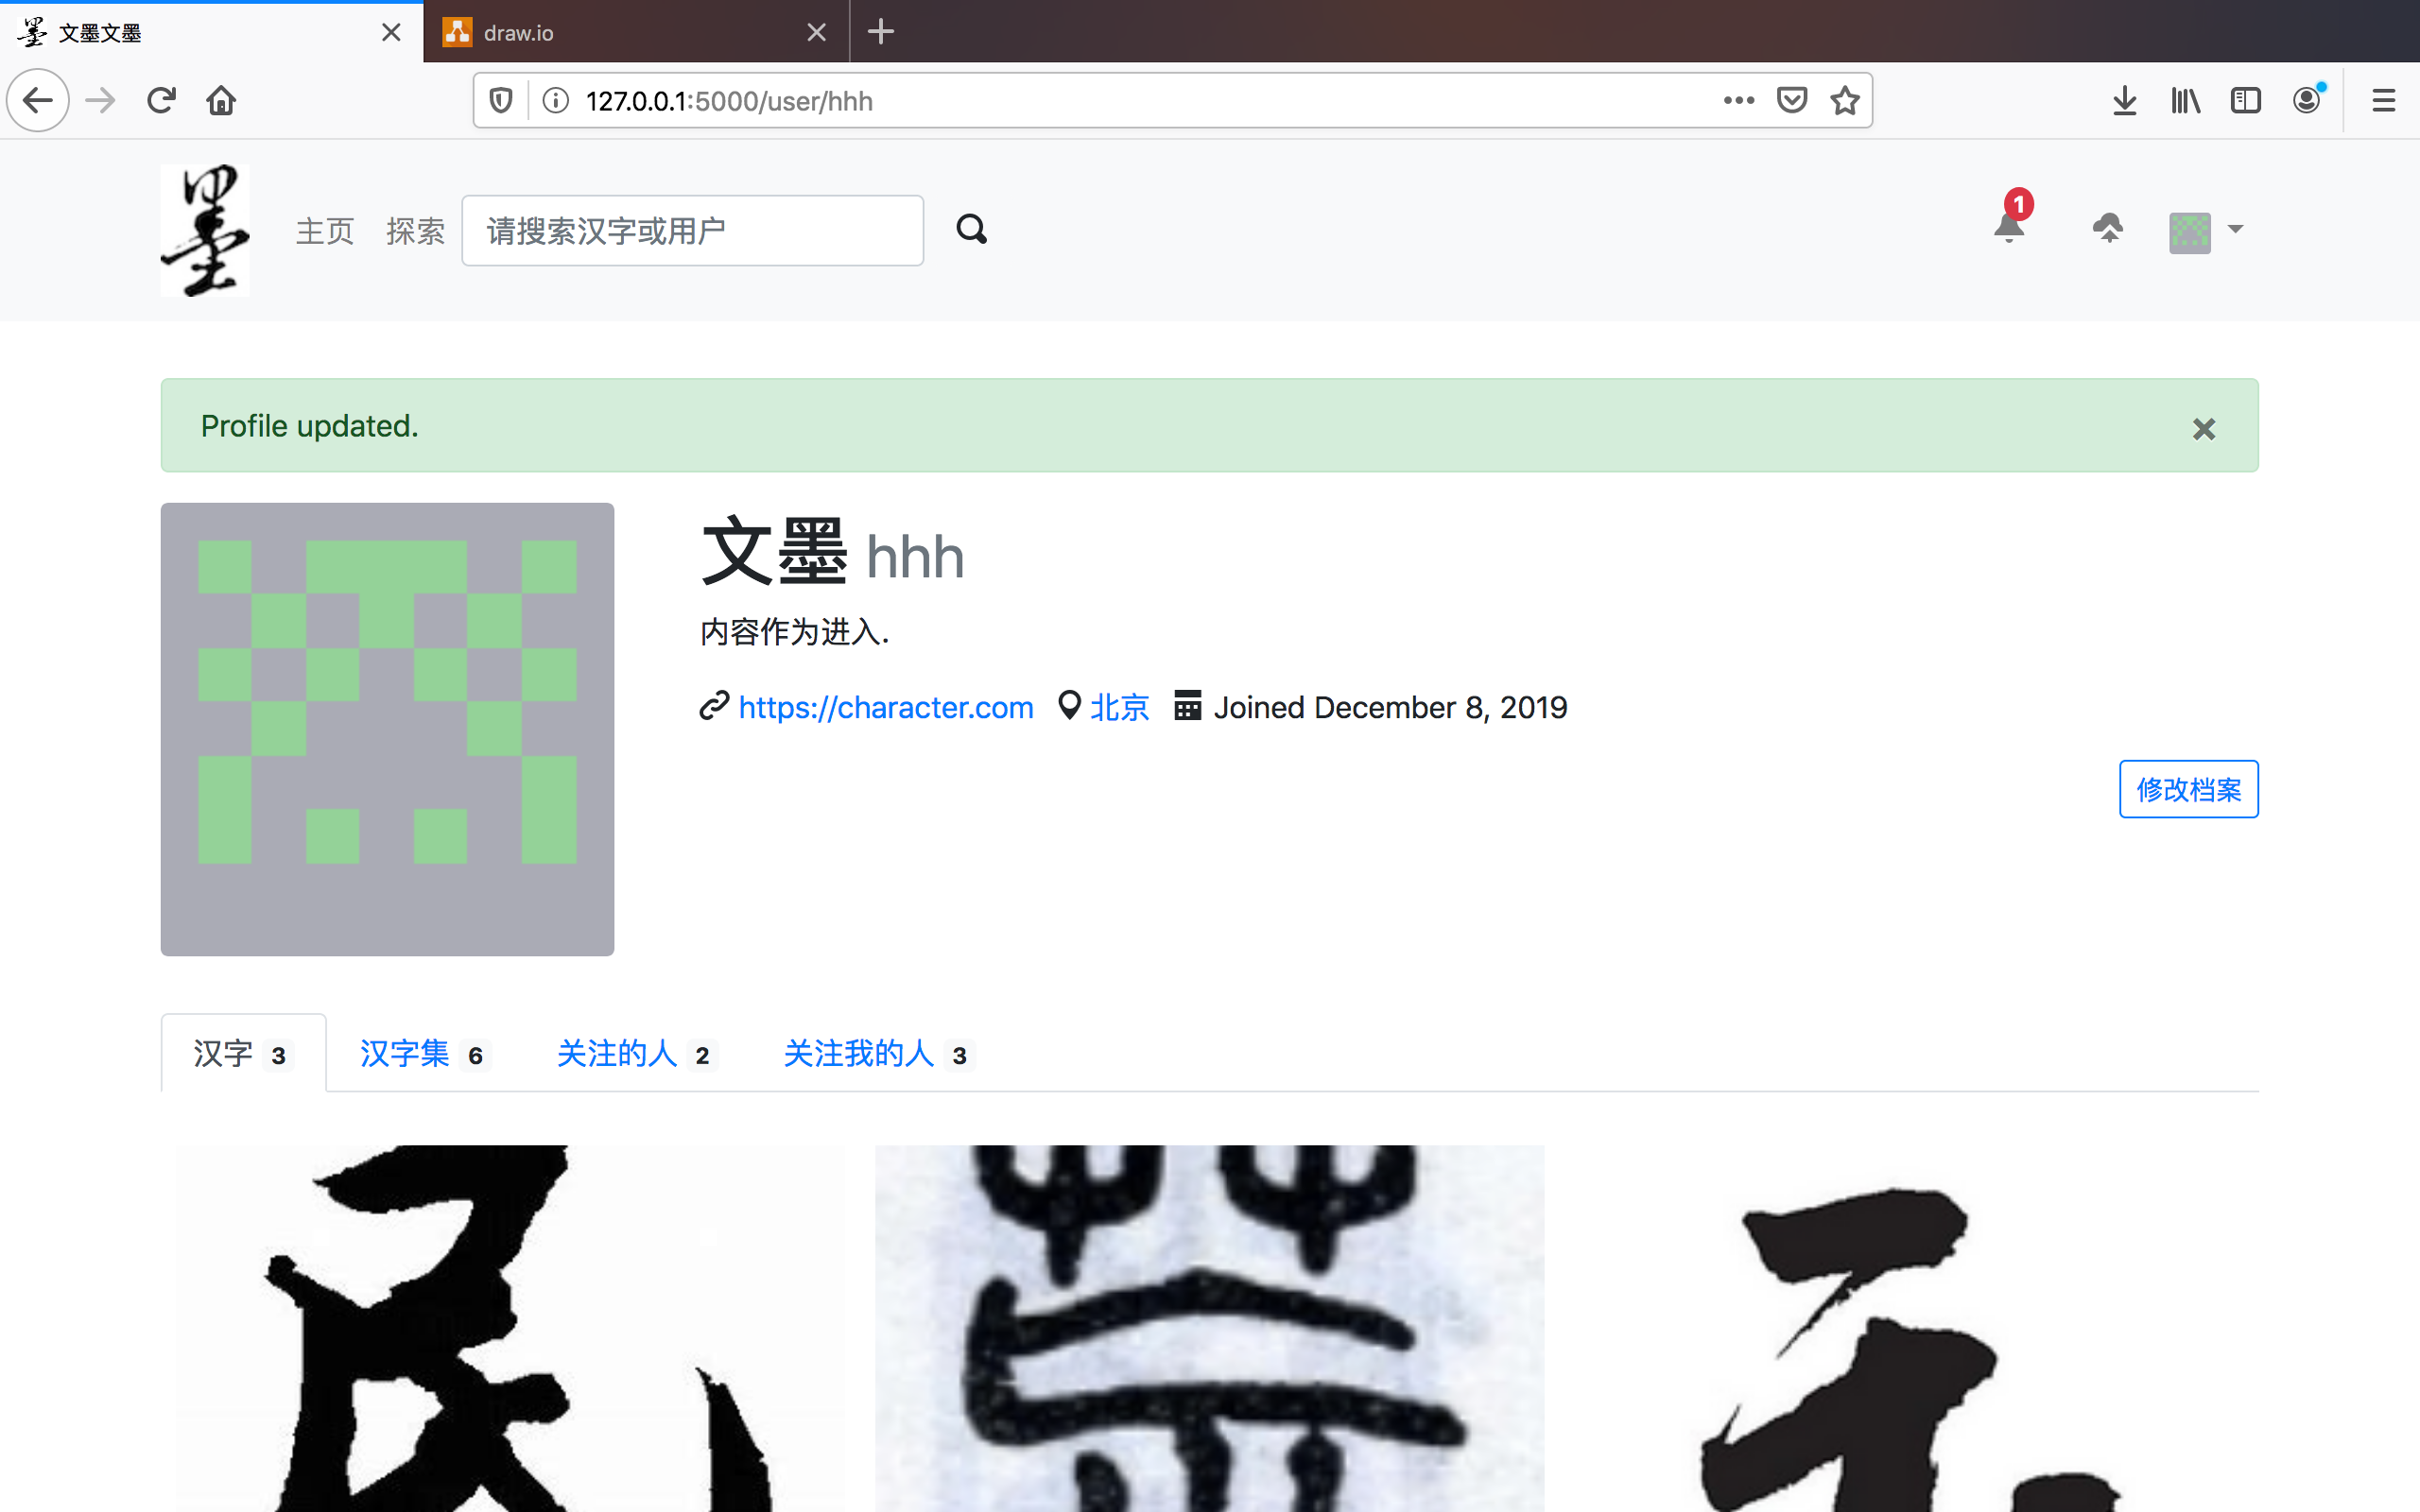 文墨文墨
draw.io
127.0.0.1:5000/user/hhh
墨
主页 探索 请搜索汉字或用户
1
Profile updated.
文墨 hhh
内容作为进入.
https://character.com 北京 Joined December 8, 2019
修改档案
汉字 3 汉字集 6 关注的人 2 关注我的人 3